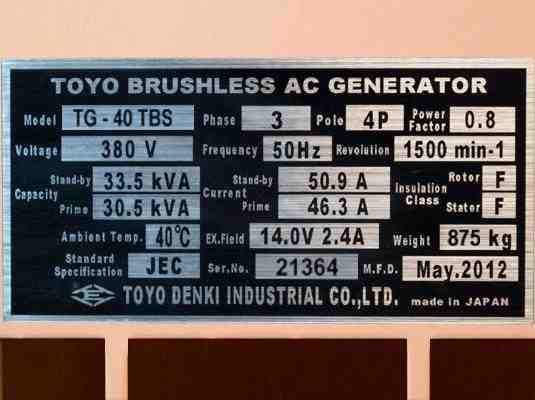 TOYO BRUSHLESS AC GENERATOR
Model TG - 40 TBS Phase 3 Pole 4P Power Factor 0.8
Voltage 380 V Frequency 50Hz Revolution 1500 min-1
Capacity Stand-by 33.5 kVA Current Stand-by 50.9 A Insulation Class Rotor F
Prime 30.5 kVA Prime 46.3 A Stator F
Ambient Temp. 40°C EX.Field 14.0V 2.4A Weight 875 kg
Standard Specification JEC Ser.No. 21364 M.F.D. May.2012
TOYO DENKI INDUSTRIAL CO.,LTD. made in JAPAN